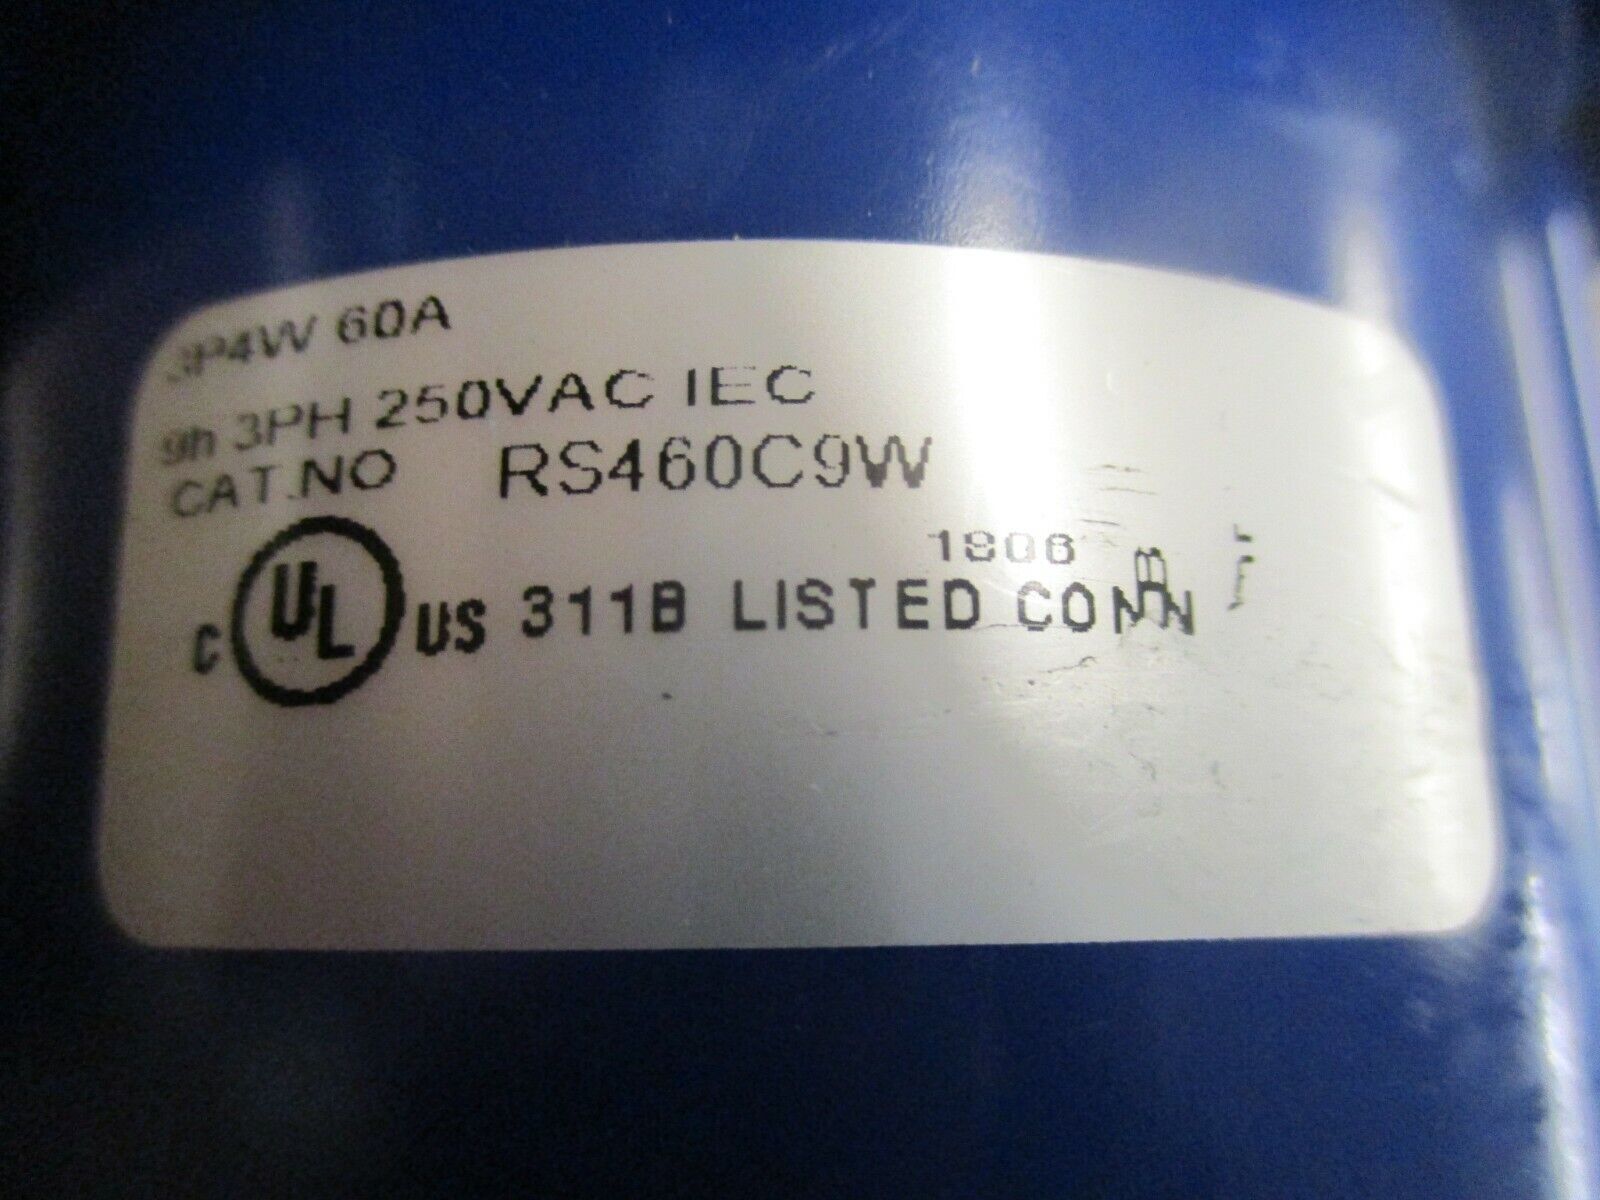 3P4W 60A
9h 3PH 250VAC IEC
CAT.NO RS460C9W
1806
C UL US 311B LISTED CONN